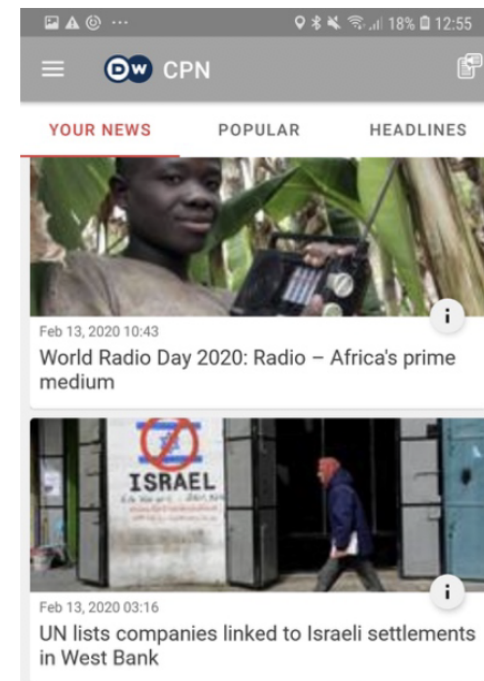 18% 12:55
DW CPN
YOUR NEWS POPULAR HEADLINES
i
Feb 13, 2020 10:43
World Radio Day 2020: Radio – Africa's prime
medium
ISRAEL
i
Feb 13, 2020 03:16
UN lists companies linked to Israeli settlements
in West Bank